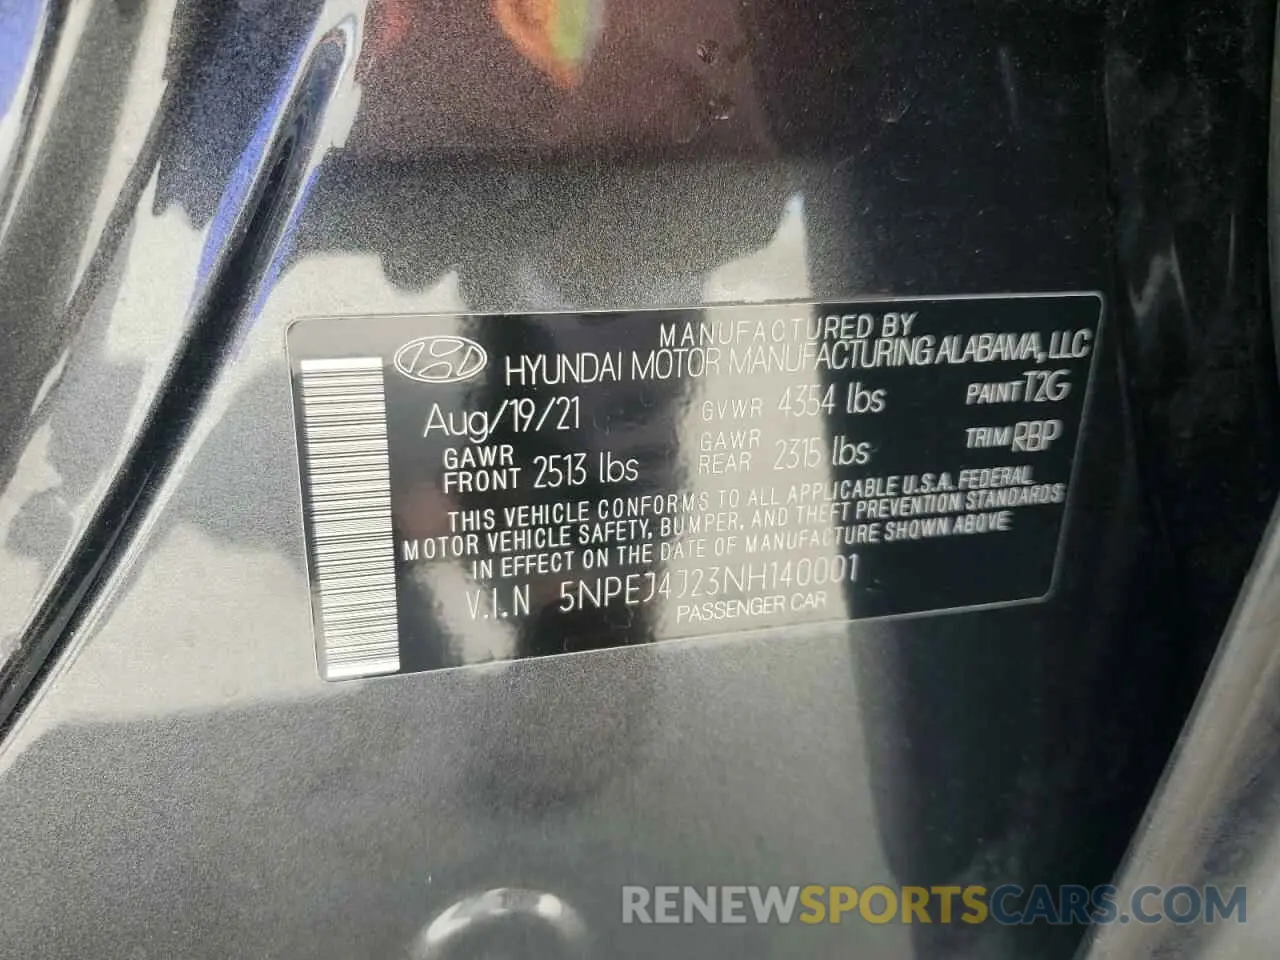 MANUFACTURED BY
HYUNDAI MOTOR MANUFACTURING ALABAMA, LLC
Aug/19/21 GVWR 4354 lbs PAINT T2G
GAWR FRONT 2513 lbs GAWR REAR 2315 lbs TRIM RBP
THIS VEHICLE CONFORMS TO ALL APPLICABLE U.S.A. FEDERAL
MOTOR VEHICLE SAFETY, BUMPER, AND THEFT PREVENTION STANDARDS
IN EFFECT ON THE DATE OF MANUFACTURE SHOWN ABOVE
V.I.N 5NPEJ4J23NH140001
PASSENGER CAR
RENEWSPORTSCARS.COM